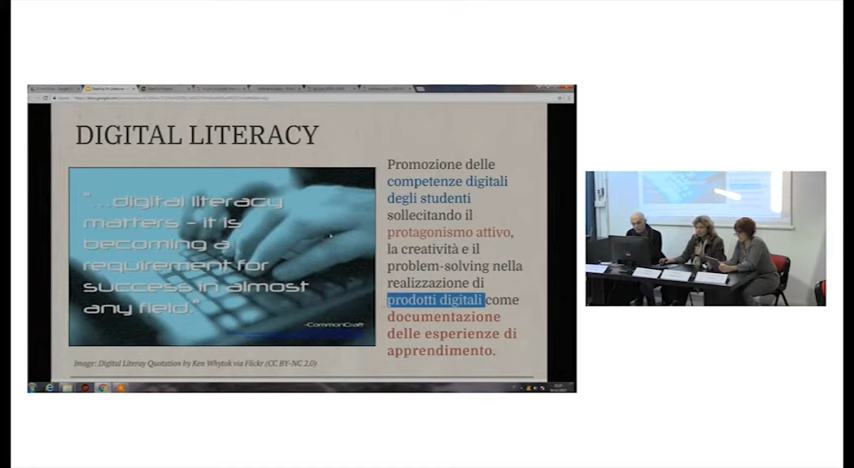 DIGITAL LITERACY
"...digital literacy
matters - it is
becoming a
requirement for
success in almost
any field."
-CommonCraft
Image: Digital Literay Quotation by Ken Whytok via Flickr (CC BY-NC 2.0)
Promozione delle
competenze digitali
degli studenti
sollecitando il
protagonismo attivo,
la creatività e il
problem-solving nella
realizzazione di
prodotti digitali come
documentazione
delle esperienze di
apprendimento.